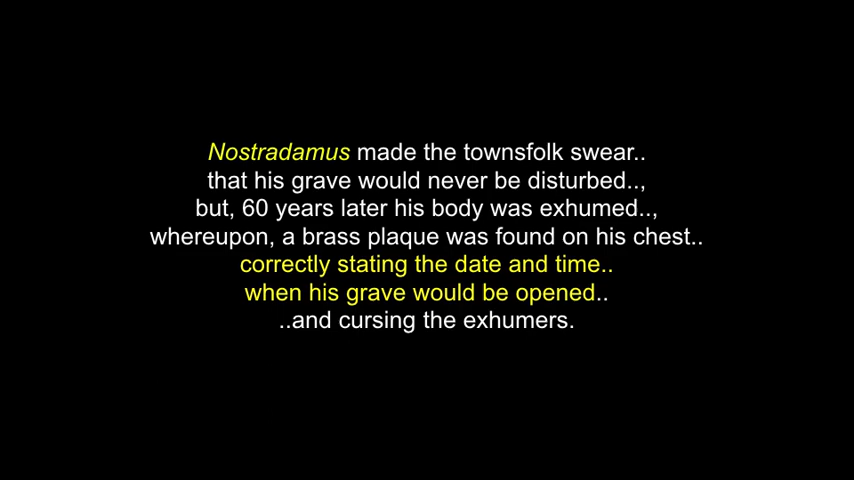 Nostradamus made the townsfolk swear..
that his grave would never be disturbed..,
but, 60 years later his body was exhumed..,
whereupon, a brass plaque was found on his chest..
correctly stating the date and time..
when his grave would be opened..
..and cursing the exhumers.